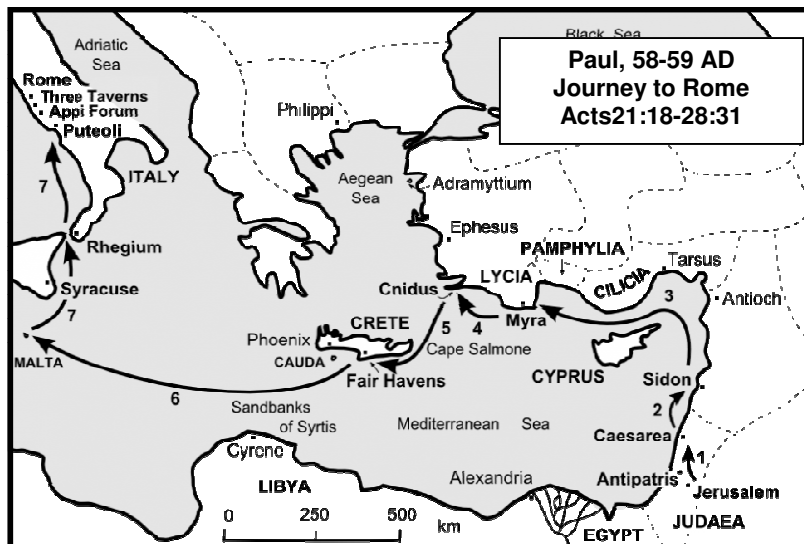 Adriatic
Sea
Black Sea
Paul, 58-59 AD
Journey to Rome
Acts21:18-28:31
Rome
Three Taverns
Appi Forum
Puteoli
Philippi
ITALY
7
Aegean
Sea
Adramyttium
Ephesus
PAMPHYLIA
Rhegium
LYCIA
CILICIA
Tarsus
Antioch
Syracuse
7
Cnidus
3
Myra
5
4
CRETE
Phoenix
CAUDA
Cape Salmone
MALTA
Fair Havens
CYPRUS
Sidon
6
2
Sandbanks
of Syrtis
Mediterranean Sea
Caesarea
Cyrene
1
Alexandria
Antipatris
LIBYA
Jerusalem
JUDAEA
EGYPT
0 250 500
km